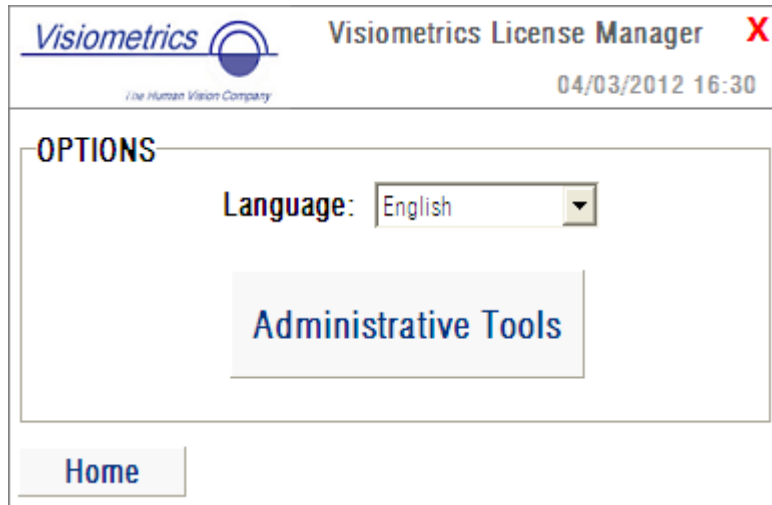 Visiometrics
The Human Vision Company
Visiometrics License Manager
X
04/03/2012 16:30
OPTIONS
Language: English
Administrative Tools
Home